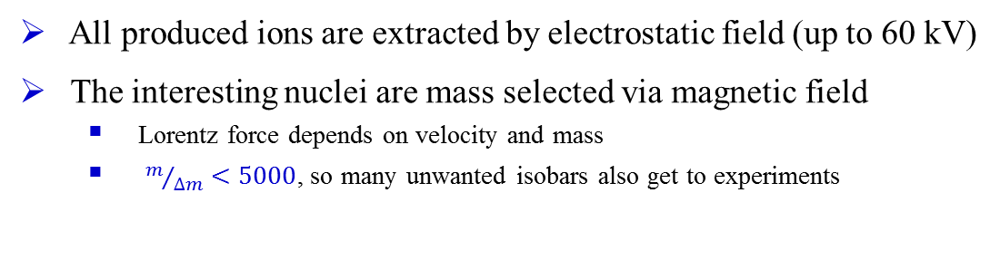 ➢ All produced ions are extracted by electrostatic field (up to 60 kV)
➢ The interesting nuclei are mass selected via magnetic field
▪ Lorentz force depends on velocity and mass
▪ m/Δm < 5000, so many unwanted isobars also get to experiments